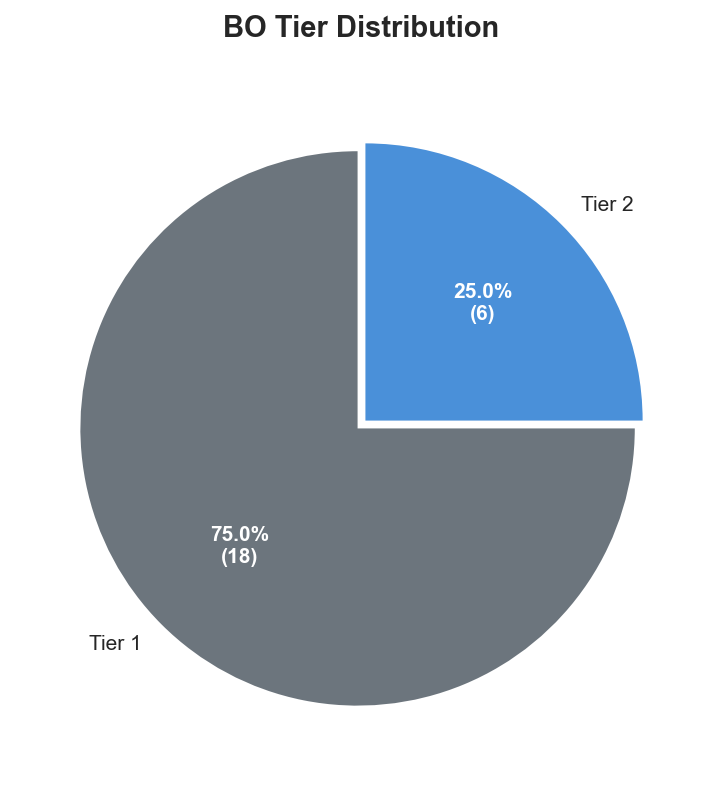 BO Tier Distribution
Tier 2
25.0%
(6)
75.0%
(18)
Tier 1